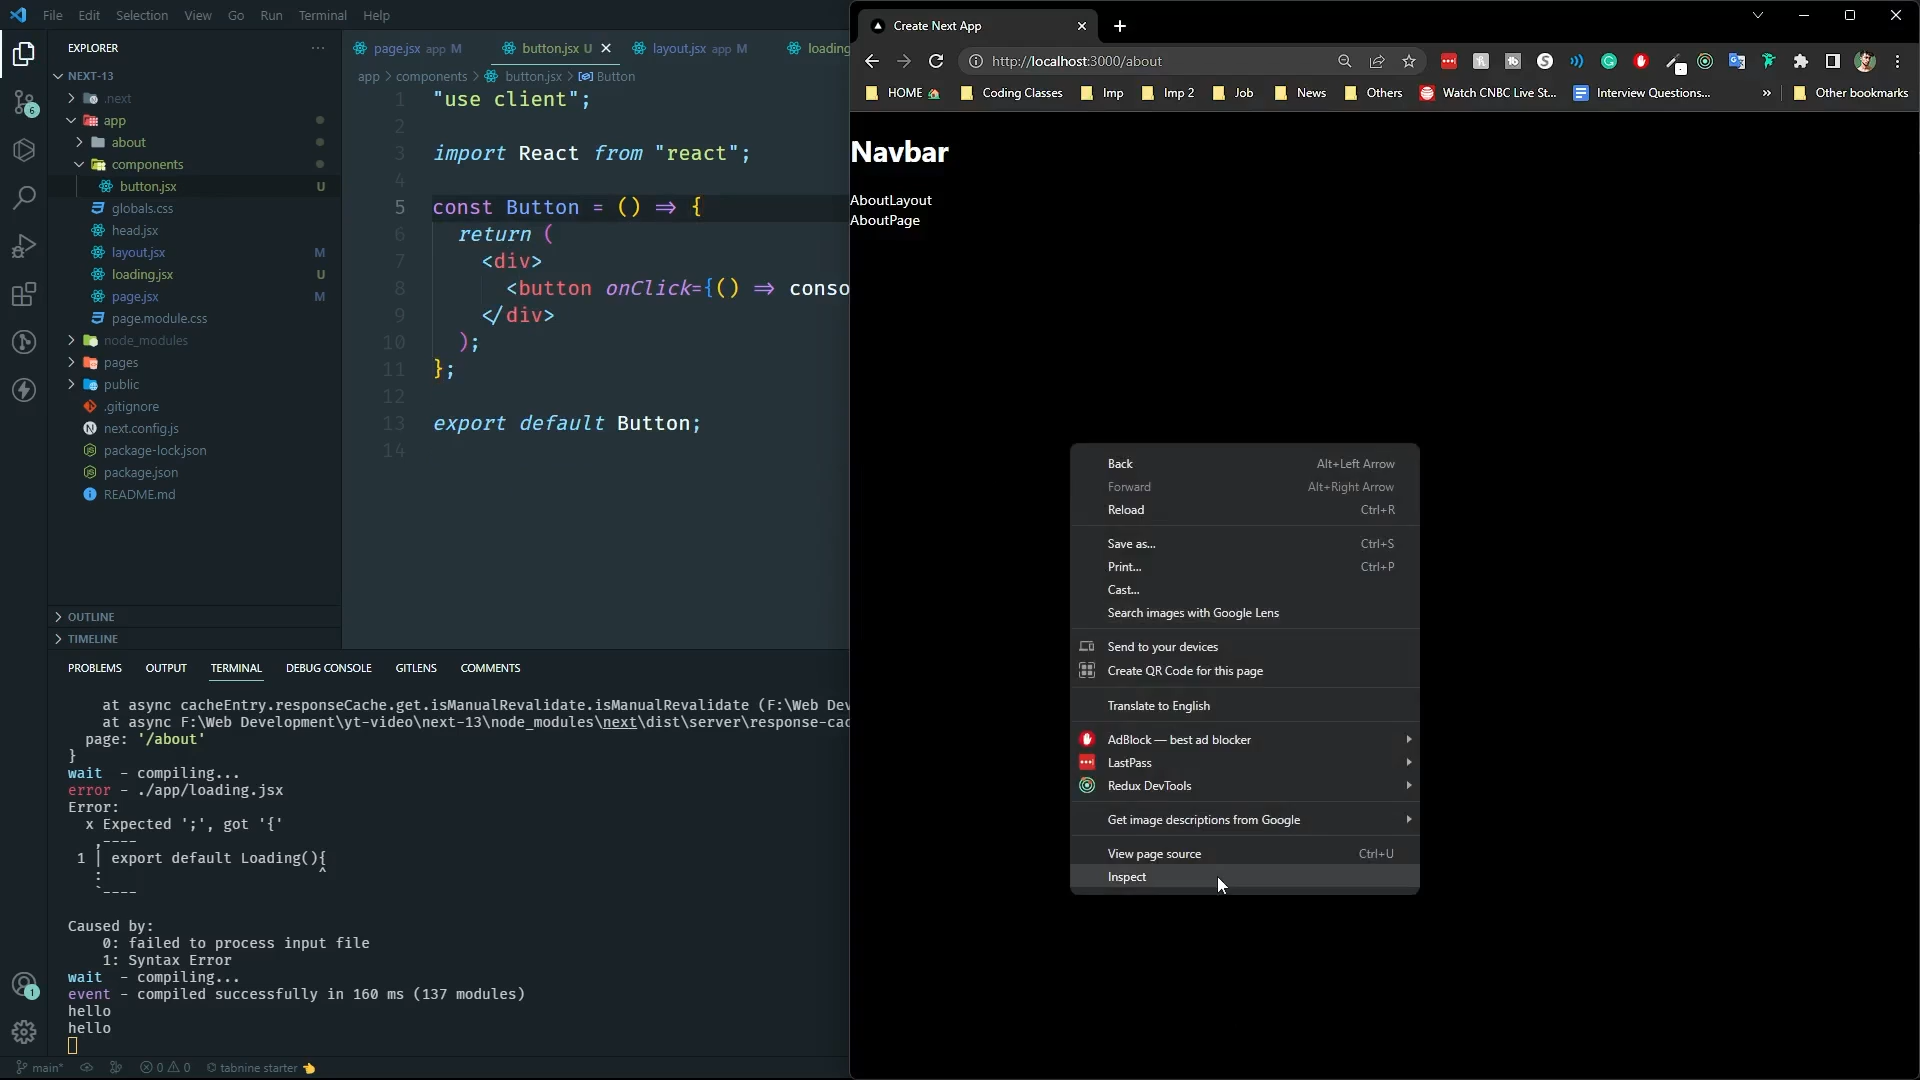 File Edit Selection View Go Run Terminal Help
EXPLORER
NEXT-13
.next
app
about
components
button.jsx U
globals.css
head.jsx
layout.jsx M
loading.jsx U
page.jsx M
page.module.css
node_modules
pages
public
.gitignore
next.config.js
package-lock.json
package.json
README.md
OUTLINE
TIMELINE
page.jsx app M
button.jsx U
layout.jsx app M
loading
app > components > button.jsx > Button
1 "use client";
2
3 import React from "react";
4
5 const Button = () => {
6 return (
7 <div>
8 <button onClick={() => conso
9 </div>
10 );
11 };
12
13 export default Button;
14
PROBLEMS OUTPUT TERMINAL DEBUG CONSOLE GITLENS COMMENTS
at async cacheEntry.responseCache.get.isManualRevalidate.isManualRevalidate (F:\Web Dev
at async F:\Web Development\yt-video\next-13\node_modules\next\dist\server\response-cac
page: '/about'
}
wait - compiling...
error - ./app/loading.jsx
Error:
x Expected ';', got '{'
,----
1 | export default Loading(){
: ^
`----
Caused by:
0: failed to process input file
1: Syntax Error
wait - compiling...
event - compiled successfully in 160 ms (137 modules)
hello
hello
6
1
main* 0 0 tabnine starter 👈
Create Next App
http://localhost:3000/about
HOME 🏠 Coding Classes Imp Imp 2 Job News Others Watch CNBC Live St... Interview Questions... » Other bookmarks
Navbar
AboutLayout
AboutPage
Back Alt+Left Arrow
Forward Alt+Right Arrow
Reload Ctrl+R
Save as... Ctrl+S
Print... Ctrl+P
Cast...
Search images with Google Lens
Send to your devices
Create QR Code for this page
Translate to English
AdBlock — best ad blocker
LastPass
Redux DevTools
Get image descriptions from Google
View page source Ctrl+U
Inspect